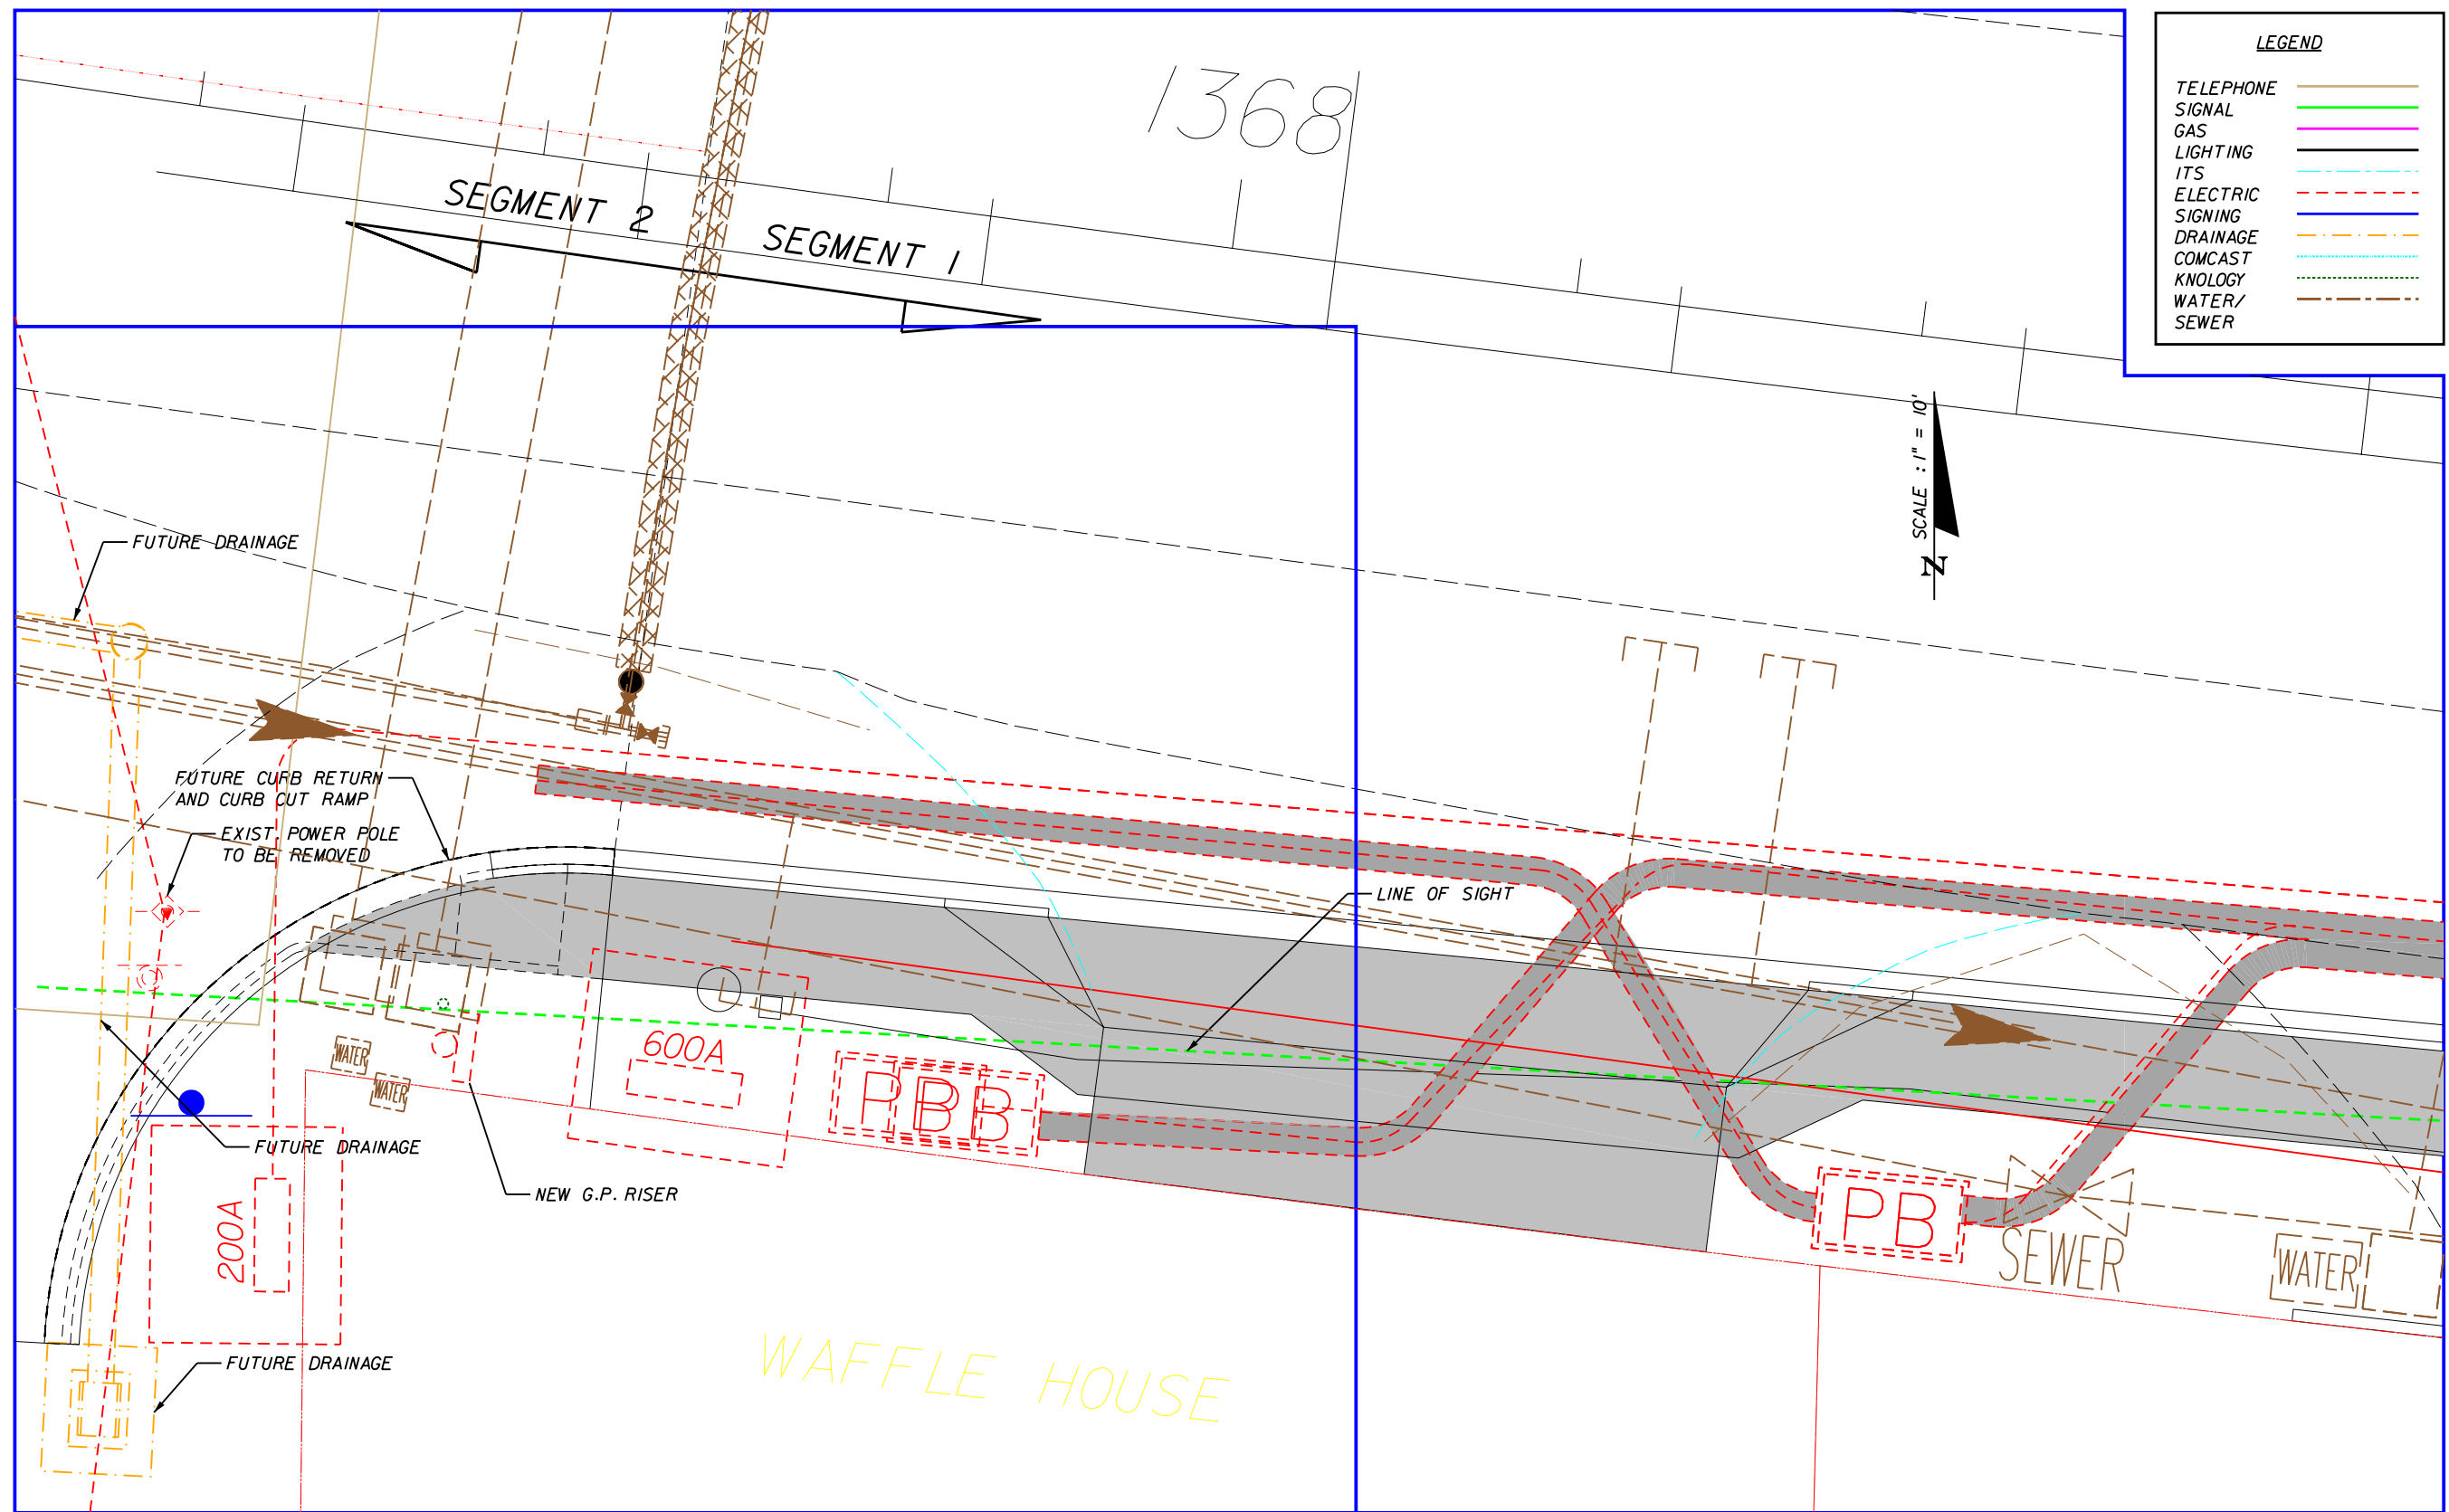 LEGEND
TELEPHONE
SIGNAL
GAS
LIGHTING
ITS
ELECTRIC
SIGNING
DRAINAGE
COMCAST
KNOLOGY
WATER/
SEWER
1368
SEGMENT 2
SEGMENT 1
SCALE : 1" = 10'
N
FUTURE DRAINAGE
FUTURE CURB RETURN
AND CURB CUT RAMP
EXIST. POWER POLE
TO BE REMOVED
LINE OF SIGHT
600A
WATER
WATER
PB
B
FUTURE DRAINAGE
NEW G.P. RISER
200A
PB
SEWER
WATER
WAFFLE HOUSE
FUTURE DRAINAGE